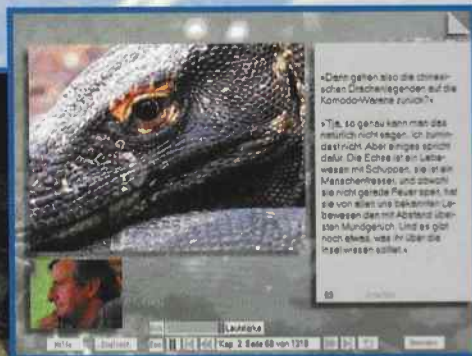 »Dann gehen also die chinesi-
schen Drachenlegenden auf die
Komodo-Warane zurück?«
»Tja, so genau kann man das
natürlich nicht sagen. Ich zumin-
dest nicht. Aber einiges spricht
dafür. Die Echse ist ein Lebe-
wesen mit Schuppen, sie ist ein
Menschenfresser, und obwohl
sie nicht gerade Feuer speit, hat
sie von allen uns bekannten Le-
bewesen den mit Abstand übel-
sten Mundgeruch. Und es gibt
noch etwas, was ihr über die
Insel wissen solltet.«
Lautstärke
Hilfe
Englisch
Kap. 2 Seite 68 von 1318